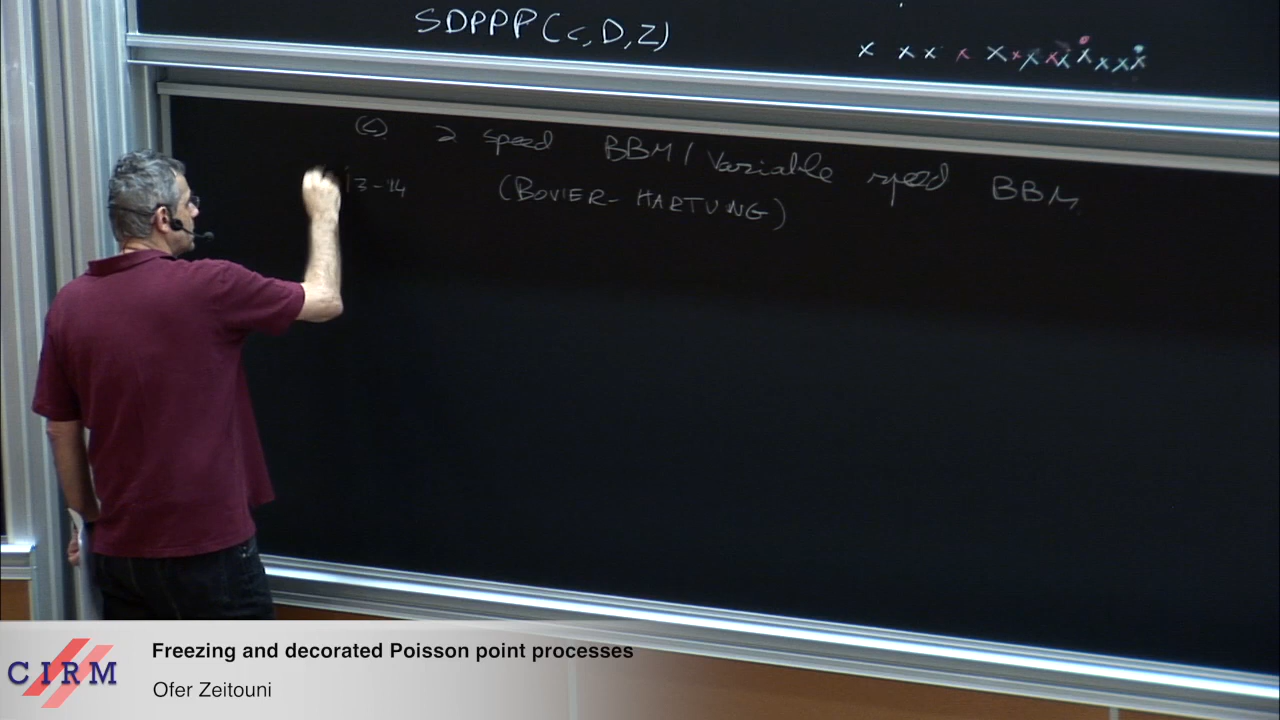 SDPPP(c, D, Z)
x x x x x x x x x x x x x
(c) 2 speed BBM / Variable speed BBM
'13-'14 (BOVIER-HARTUNG)
Freezing and decorated Poisson point processes
CIRM
Ofer Zeitouni